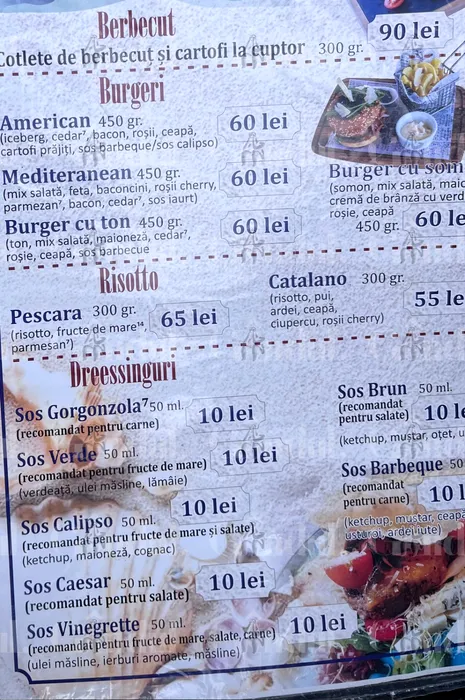 Berbecut
90 lei
Cotlete de berbecuț și cartofi la cuptor 300 gr.
Burgeri
American 450 gr. 60 lei
(iceberg, cedar⁷, bacon, roșii, ceapă,
cartofi prăjiți, sos barbeque/sos calipso)
Mediteranean 450 gr. 60 lei
(mix salată, feta, baconcini, roșii cherry,
parmezan⁷, bacon, cedar⁷, sos iaurt)
Burger cu ton 450 gr. 60 lei
(ton, mix salată, maioneză, cedar⁷,
roșie, ceapă, sos barbecue
Burger cu som
(somon, mix salată, maio
cremă de brânză cu verd
roșie, ceapă
450 gr. 60 le
Risotto
Pescara 300 gr. 65 lei
(risotto, fructe de mare¹⁴,
parmesan⁷)
Catalano 300 gr. 55 le
(risotto, pui,
ardei, ceapă,
ciupercu, roșii cherry)
Dreessinguri
Sos Gorgonzola⁷ 50 ml. 10 lei
(recomandat pentru carne)
Sos Verde 50 ml. 10 lei
(recomandat pentru fructe de mare)
(verdeață, ulei măsline, lămâie)
Sos Calipso 50 ml. 10 lei
(recomandat pentru fructe de mare și salate)
(ketchup, maioneză, cognac)
Sos Caesar 50 ml. 10 lei
(recomandat pentru salate)
Sos Vinegrette 50 ml. 10 lei
(recomandat pentru fructe de mare, salate, carne)
(ulei măsline, ierburi aromate, măsline)
Sos Brun 50 ml.
(recomandat
pentru salate) 10 le
(ketchup, muștar, oțet, u
Sos Barbeque 50
(recomandat
pentru carne) 10 l
(ketchup, muștar, ceapă
usturoi, ardei iute)